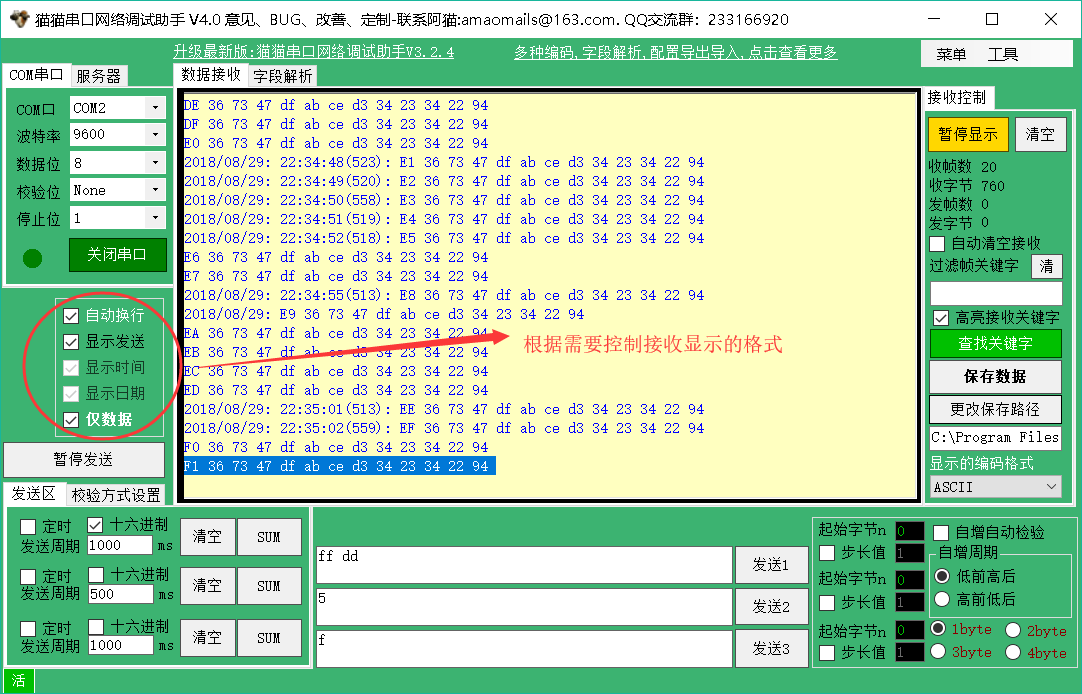 猫猫串口网络调试助手 V4.0 意见、BUG、改善、定制-联系阿猫:amaomails@163.com. QQ交流群：233166920
升级最新版:猫猫串口网络调试助手V3.2.4
多种编码,字段解析,配置导出导入,点击查看更多
菜单 工具
COM串口 服务器
数据接收 字段解析
接收控制
COM口 COM2
波特率 9600
数据位 8
校验位 None
停止位 1
关闭串口
自动换行
显示发送
显示时间
显示日期
仅数据
暂停发送
DE 36 73 47 df ab ce d3 34 23 34 22 94
DF 36 73 47 df ab ce d3 34 23 34 22 94
E0 36 73 47 df ab ce d3 34 23 34 22 94
2018/08/29: 22:34:48(523): E1 36 73 47 df ab ce d3 34 23 34 22 94
2018/08/29: 22:34:49(520): E2 36 73 47 df ab ce d3 34 23 34 22 94
2018/08/29: 22:34:50(558): E3 36 73 47 df ab ce d3 34 23 34 22 94
2018/08/29: 22:34:51(519): E4 36 73 47 df ab ce d3 34 23 34 22 94
2018/08/29: 22:34:52(518): E5 36 73 47 df ab ce d3 34 23 34 22 94
E6 36 73 47 df ab ce d3 34 23 34 22 94
E7 36 73 47 df ab ce d3 34 23 34 22 94
2018/08/29: 22:34:55(513): E8 36 73 47 df ab ce d3 34 23 34 22 94
2018/08/29: E9 36 73 47 df ab ce d3 34 23 34 22 94
EA 36 73 47 df ab ce d3 34 23 34 22 94
EB 36 73 47 df ab ce d3 34 23 34 22 94
EC 36 73 47 df ab ce d3 34 23 34 22 94
ED 36 73 47 df ab ce d3 34 23 34 22 94
2018/08/29: 22:35:01(513): EE 36 73 47 df ab ce d3 34 23 34 22 94
2018/08/29: 22:35:02(559): EF 36 73 47 df ab ce d3 34 23 34 22 94
F0 36 73 47 df ab ce d3 34 23 34 22 94
F1 36 73 47 df ab ce d3 34 23 34 22 94
根据需要控制接收显示的格式
暂停显示 清空
收帧数 20
收字节 760
发帧数 0
发字节 0
自动清空接收
过滤帧关键字 清
高亮接收关键字
查找关键字
保存数据
更改保存路径
C:\Program Files
显示的编码格式
ASCII
发送区 校验方式设置
定时 十六进制 清空 SUM
发送周期 1000 ms
定时 十六进制 清空 SUM
发送周期 500 ms
定时 十六进制 清空 SUM
发送周期 1000 ms
ff dd 发送1
5 发送2
f 发送3
起始字节n 0
步长值 1
起始字节n 0
步长值 1
起始字节n 0
步长值 1
自增自动检验
自增周期
低前高后
高前低后
1byte 2byte
3byte 4byte
活